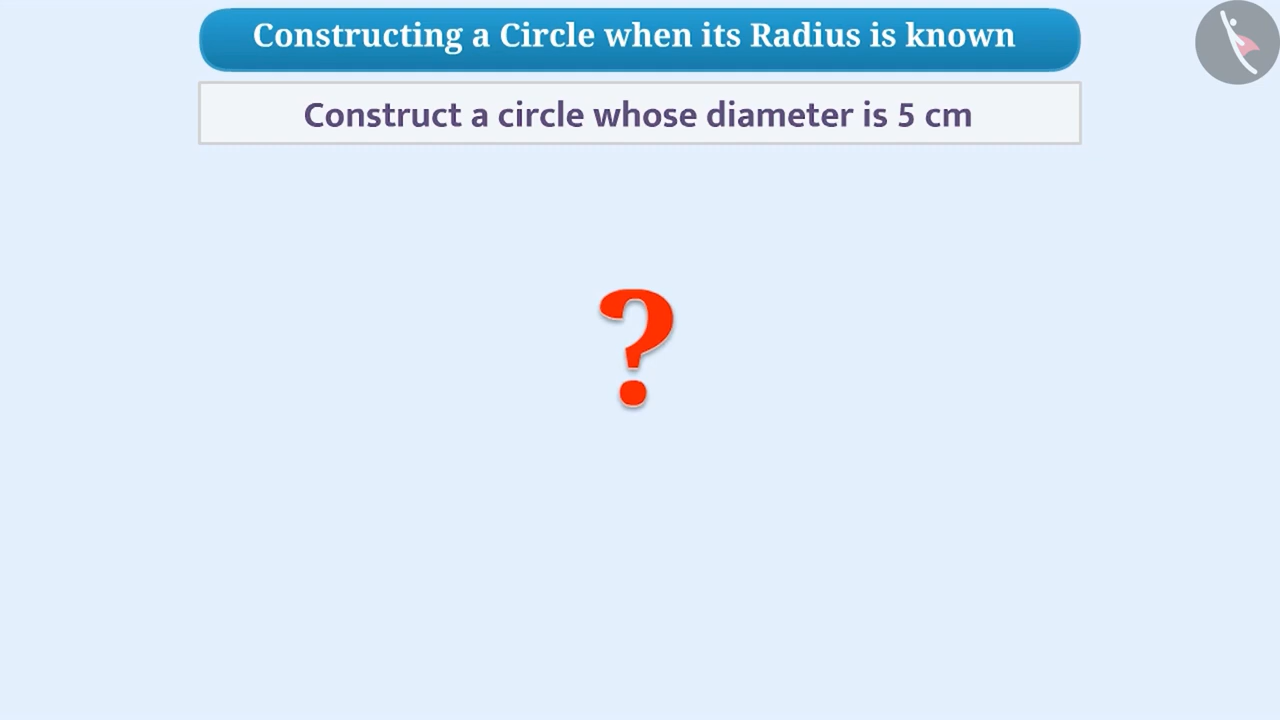 Constructing a Circle when its Radius is known
Construct a circle whose diameter is 5 cm
?